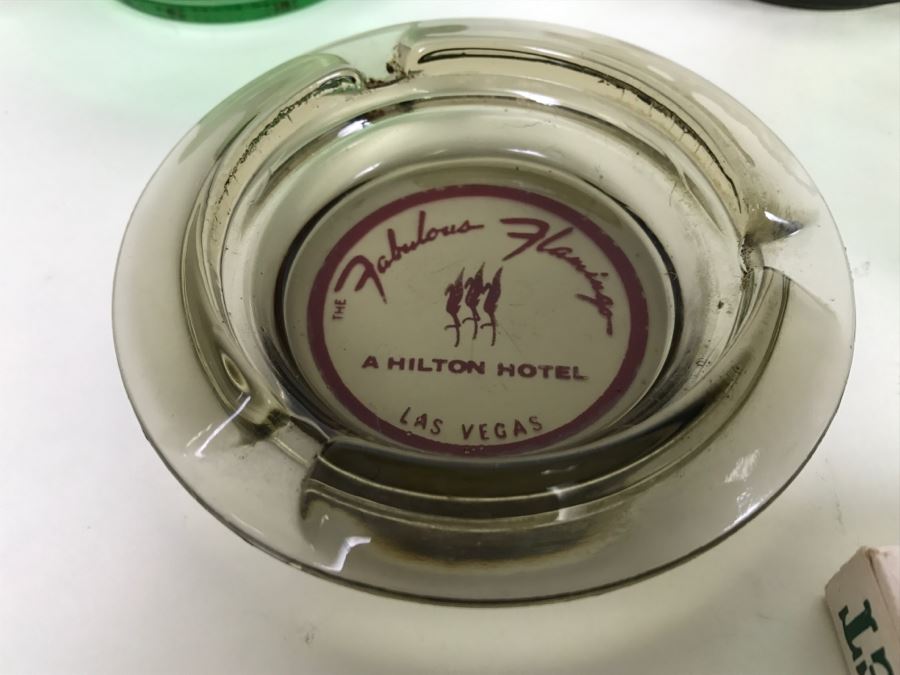 THE Fabulous Flamingo
A HILTON HOTEL
LAS VEGAS